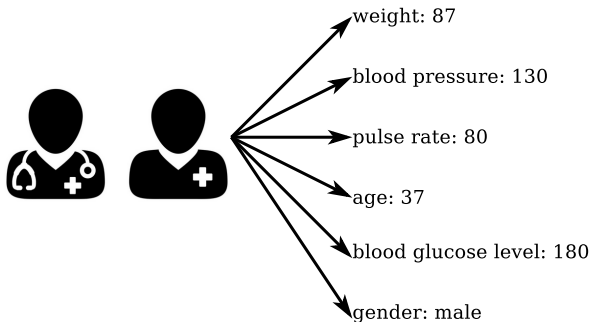 weight: 87
blood pressure: 130
pulse rate: 80
age: 37
blood glucose level: 180
gender: male